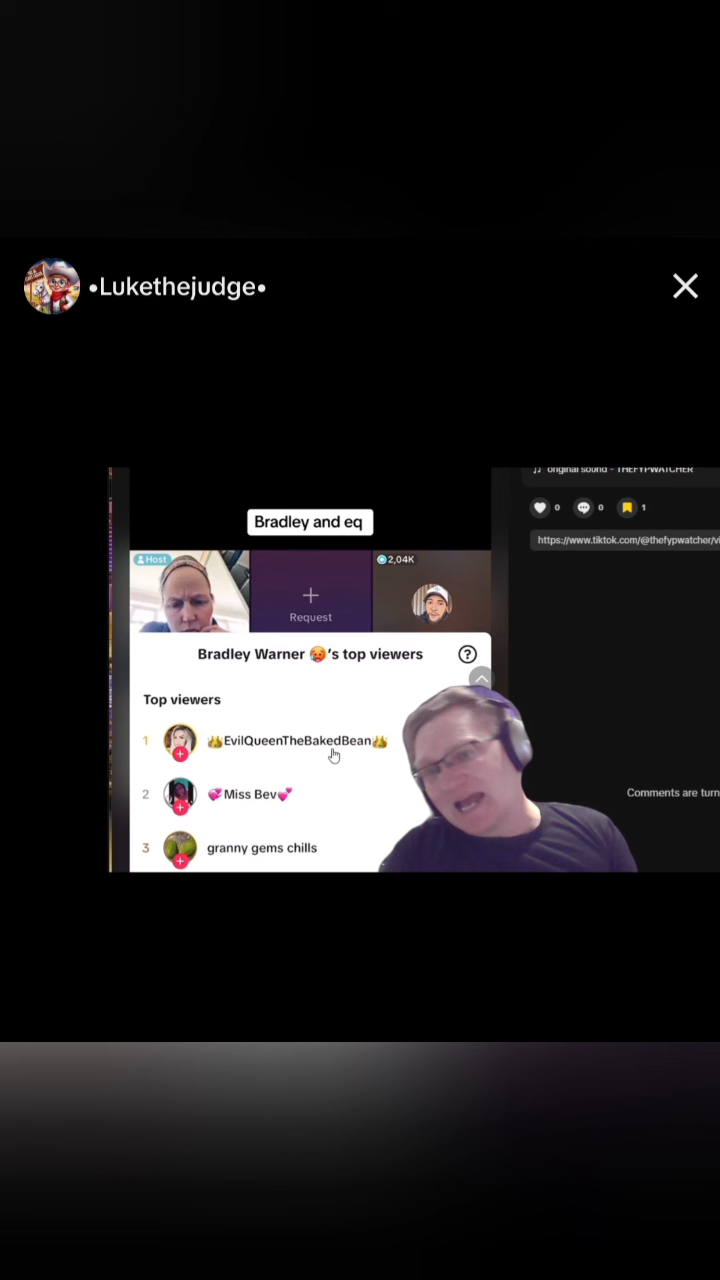 •Lukethejudge•
original sound - THEFYPWATCHER
Bradley and eq
0
0
1
Host
2,04K
https://www.tiktok.com/@thefypwatcher/vi
Request
Bradley Warner 🥵's top viewers
?
Top viewers
1 👑EvilQueenTheBakedBean👑
2 💞Miss Bev💕
Comments are turn
3 granny gems chills